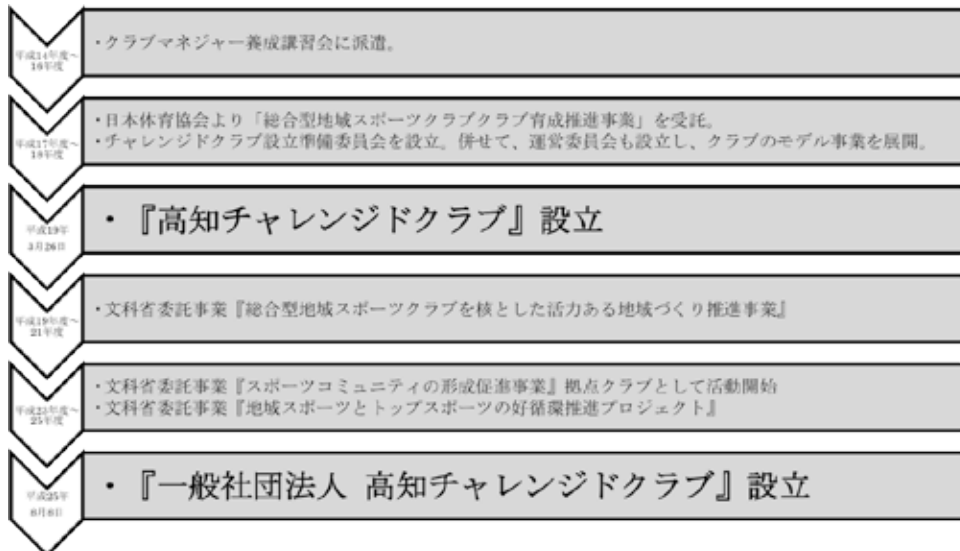 平成14年度～
16年度
・クラブマネジャー養成講習会に派遣。
平成17年度～
18年度
・日本体育協会より「総合型地域スポーツクラブクラブ育成推進事業」を受託。
・チャレンジドクラブ設立準備委員会を設立。併せて、運営委員会も設立し、クラブのモデル事業を展開。
平成19年
3月26日
・『高知チャレンジドクラブ』設立
平成19年度～
21年度
・文科省委託事業『総合型地域スポーツクラブを核とした活力ある地域づくり推進事業』
平成23年度～
25年度
・文科省委託事業『スポーツコミュニティの形成促進事業』拠点クラブとして活動開始
・文科省委託事業『地域スポーツとトップスポーツの好循環推進プロジェクト』
平成25年
・『一般社団法人 高知チャレンジドクラブ』設立